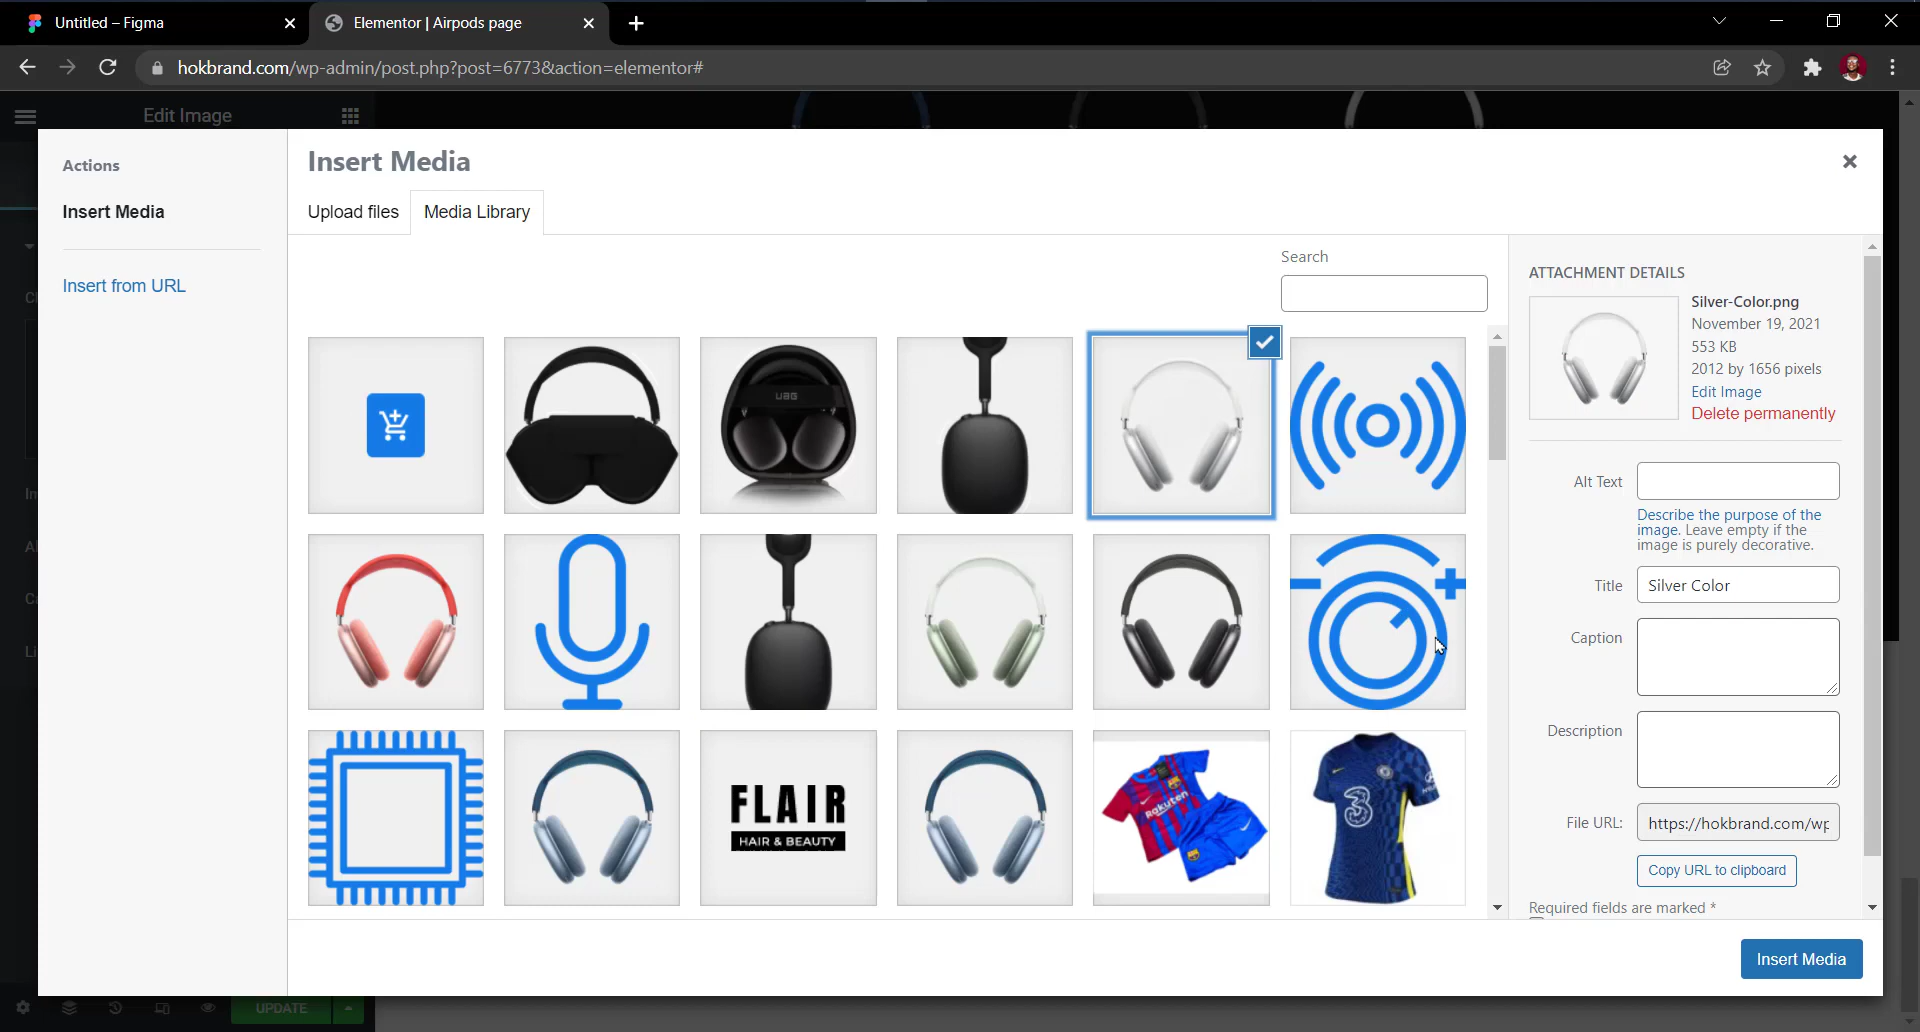 Untitled – Figma
Elementor | Airpods page
hokbrand.com/wp-admin/post.php?post=6773&action=elementor#
Edit Image
Actions
Insert Media
Insert from URL
Insert Media
Upload files
Media Library
Search
UAG
FLAIR
HAIR & BEAUTY
Rakuten
3
ATTACHMENT DETAILS
Silver-Color.png
November 19, 2021
553 KB
2012 by 1656 pixels
Edit Image
Delete permanently
Alt Text
Describe the purpose of the
image. Leave empty if the
image is purely decorative.
Title
Silver Color
Caption
Description
File URL:
https://hokbrand.com/wp
Copy URL to clipboard
Required fields are marked *
Insert Media
UPDATE